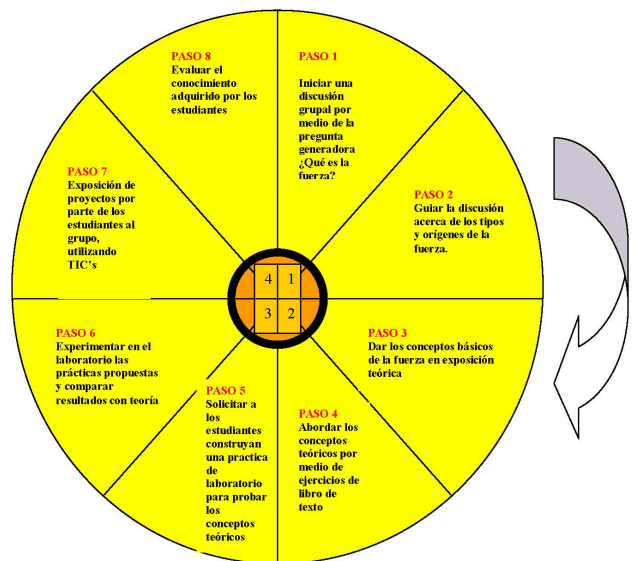 PASO 1
Iniciar una
discusión
grupal por
medio de la
pregunta
generadora
¿Qué es la
fuerza?
PASO 2
Guiar la discusión
acerca de los tipos
y orígenes de la
fuerza.
PASO 3
Dar los conceptos básicos
de la fuerza en exposición
teórica
PASO 4
Abordar los
conceptos
teóricos por
medio de
ejercicios de
libro de
texto
PASO 5
Solicitar a
los
estudiantes
construyan
una practica
de
laboratorio
para probar
los
conceptos
teóricos
PASO 6
Experimentar en el
laboratorio las
prácticas propuestas
y comparar
resultados con teoría
PASO 7
Exposición de
proyectos por
parte de los
estudiantes al
grupo,
utilizando
TIC's
PASO 8
Evaluar el
conocimiento
adquirido por los
estudiantes
4 1
3 2